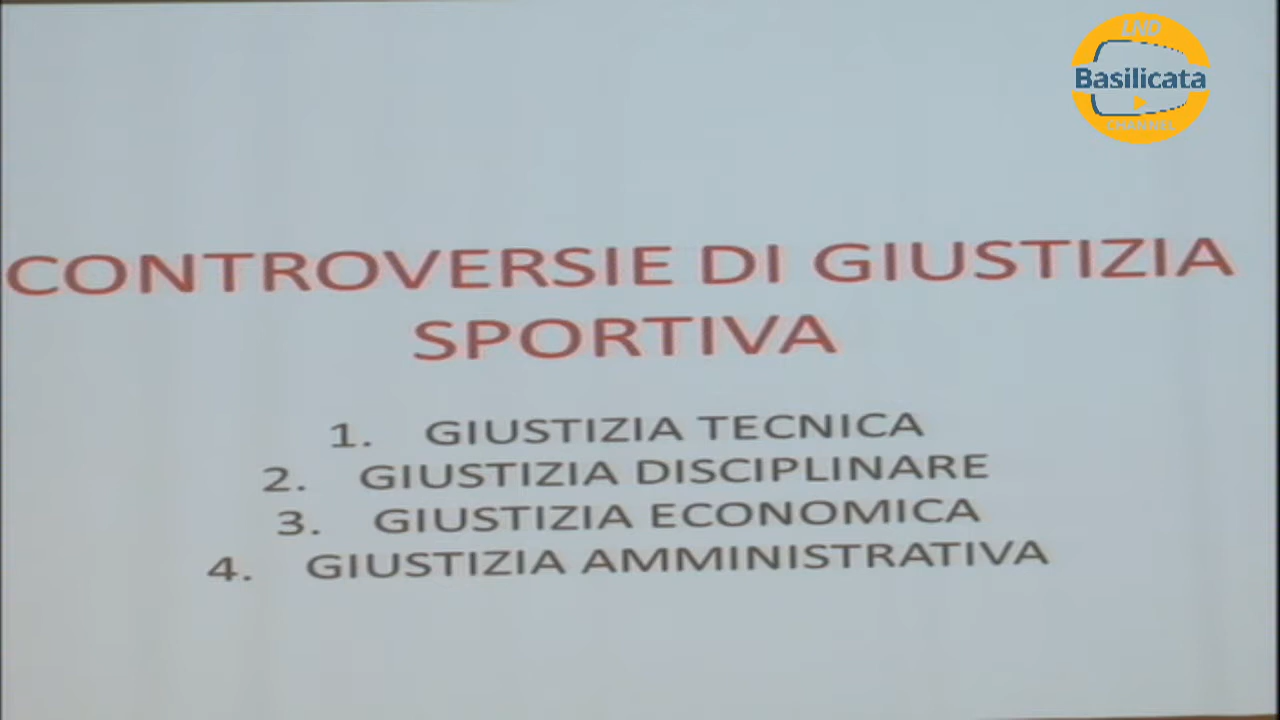 LND
Basilicata
CHANNEL
CONTROVERSIE DI GIUSTIZIA
SPORTIVA
1. GIUSTIZIA TECNICA
2. GIUSTIZIA DISCIPLINARE
3. GIUSTIZIA ECONOMICA
4. GIUSTIZIA AMMINISTRATIVA